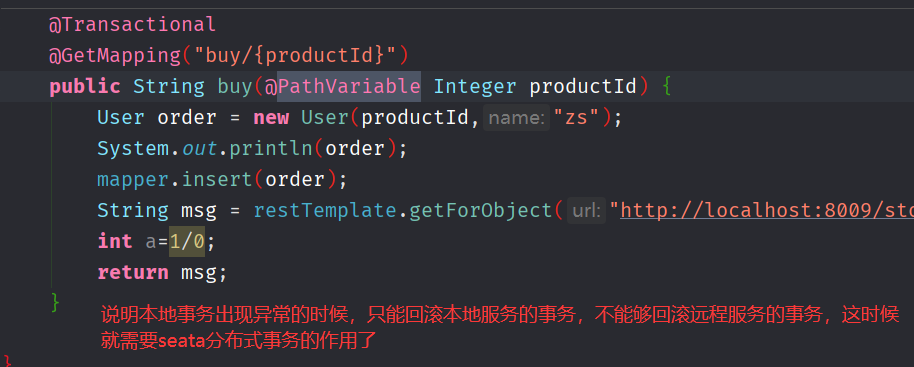 @Transactional
@GetMapping("buy/{productId}")
public String buy(@PathVariable Integer productId) {
User order = new User(productId, name: "zs");
System.out.println(order);
mapper.insert(order);
String msg = restTemplate.getForObject( url: "http://localhost:8009/sto
int a=1/0;
return msg;
}
说明本地事务出现异常的时候，只能回滚本地服务的事务，不能够回滚远程服务的事务，这时候
就需要seata分布式事务的作用了
}